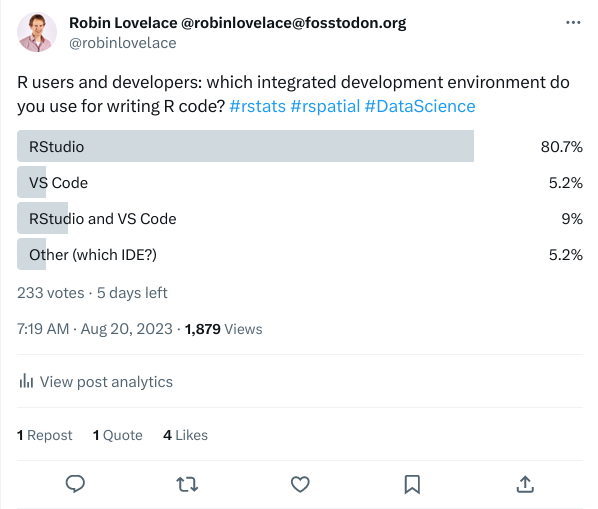 Robin Lovelace @robinlovelace@fosstodon.org
@robinlovelace
R users and developers: which integrated development environment do
you use for writing R code? #rstats #rspatial #DataScience
RStudio 80.7%
VS Code 5.2%
RStudio and VS Code 9%
Other (which IDE?) 5.2%
233 votes · 5 days left
7:19 AM · Aug 20, 2023 · 1,879 Views
View post analytics
1 Repost 1 Quote 4 Likes